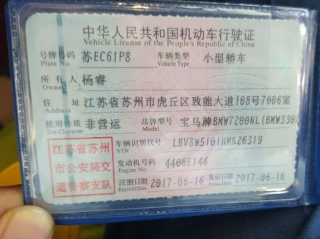 中华人民共和国机动车行驶证
Vehicle License of the People's Republic of China
号牌号码 苏EC61P8 车辆类型 小型轿车
Plate No. Vehicle Type
所有人 杨睿
Owner
住址 江苏省苏州市虎丘区致能大道168号7006室
Address
使用性质 非营运 品牌型号 宝马牌BMW7200NL(BMW330
Use Character Model
江苏省苏州市公安局交通警察支队
车辆识别代号
VIN
发动机号码 4406E144
Engine No.
注册日期 2017-06-16 发证日期 2017-06-16